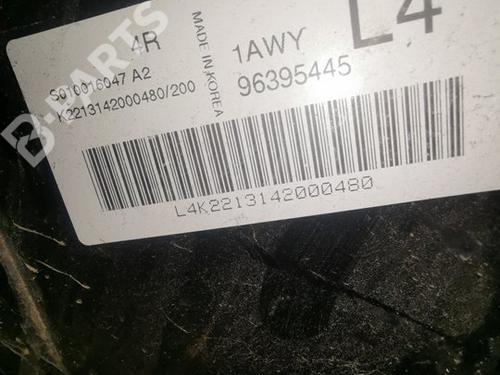 4R
1AWY
L4
S010016047 A2
K2213142000480/200
MADE IN KOREA
96395445
L4K2213142000480
B-PARTS